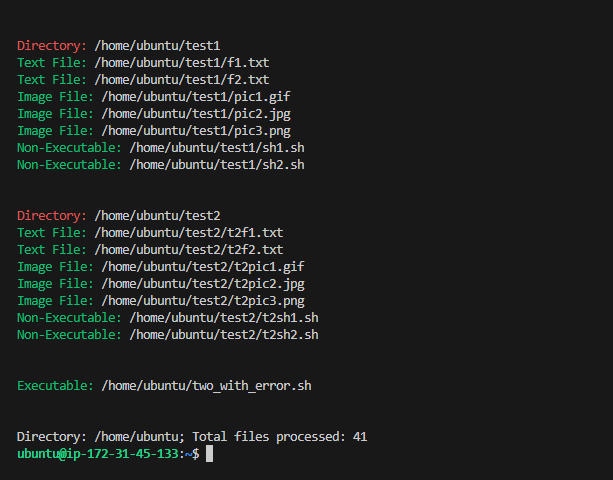 Directory: /home/ubuntu/test1
Text File: /home/ubuntu/test1/f1.txt
Text File: /home/ubuntu/test1/f2.txt
Image File: /home/ubuntu/test1/pic1.gif
Image File: /home/ubuntu/test1/pic2.jpg
Image File: /home/ubuntu/test1/pic3.png
Non-Executable: /home/ubuntu/test1/sh1.sh
Non-Executable: /home/ubuntu/test1/sh2.sh
Directory: /home/ubuntu/test2
Text File: /home/ubuntu/test2/t2f1.txt
Text File: /home/ubuntu/test2/t2f2.txt
Image File: /home/ubuntu/test2/t2pic1.gif
Image File: /home/ubuntu/test2/t2pic2.jpg
Image File: /home/ubuntu/test2/t2pic3.png
Non-Executable: /home/ubuntu/test2/t2sh1.sh
Non-Executable: /home/ubuntu/test2/t2sh2.sh
Executable: /home/ubuntu/two_with_error.sh
Directory: /home/ubuntu; Total files processed: 41
ubuntu@ip-172-31-45-133:~$